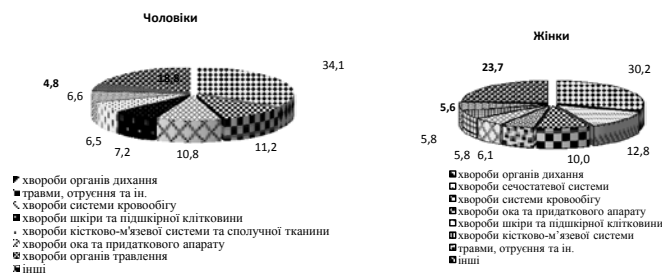 Чоловіки
34,1
11,2
10,8
7,2
6,5
6,6
4,8
18,8
хвороби органів дихання
травми, отруєння та ін.
хвороби системи кровообігу
хвороби шкіри та підшкірної клітковини
хвороби кістково-м'язевої системи та сполучної тканини
хвороби ока та придаткового апарату
хвороби органів травлення
інші
Жінки
30,2
12,8
10,0
6,1
5,8
5,8
5,6
23,7
хвороби органів дихання
хвороби сечостатевої системи
хвороби системи кровообігу
хвороби ока та придаткового апарату
хвороби шкіри та підшкірної клітковини
хвороби кістково-м’язевої системи
травми, отруєння та ін.
інші